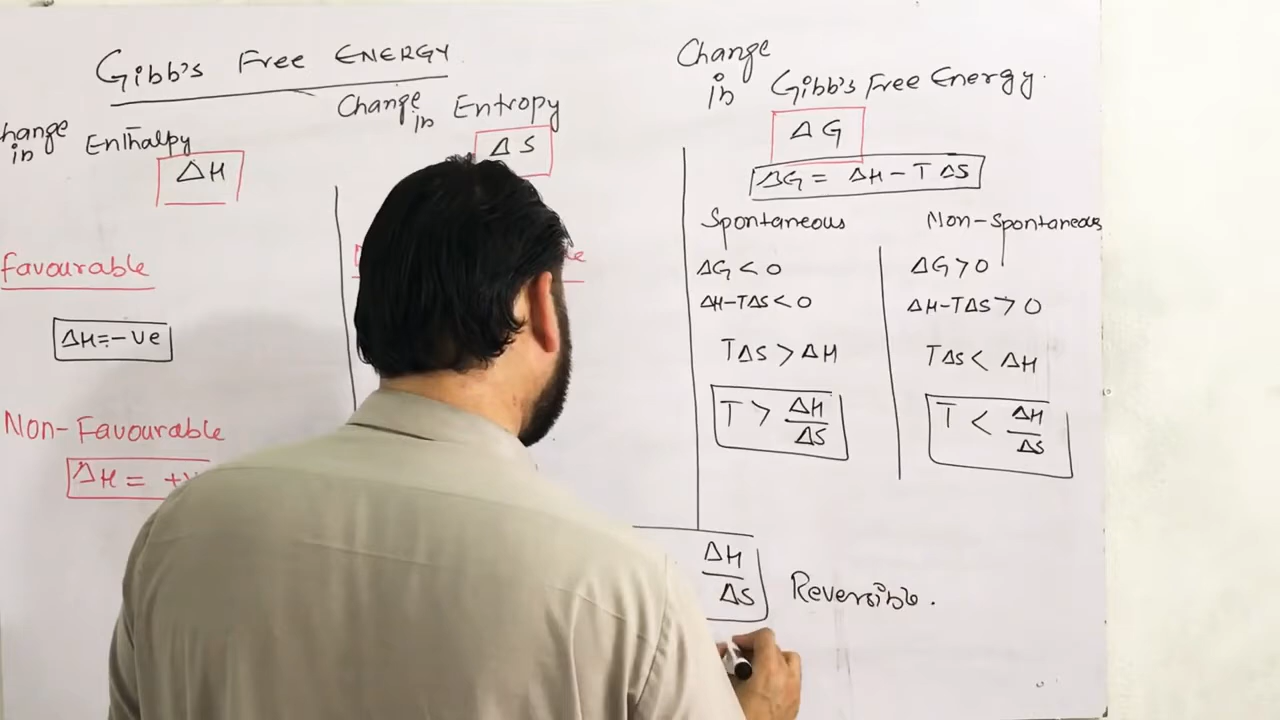 Gibb's Free ENERGY
hange
in Enthalpy
ΔH
favourable
ΔH=-ve
Non-Favourable
ΔH = +
Change
in Entropy
ΔS
Change
in Gibb's Free Energy.
ΔG
ΔG = ΔH - TΔS
Spontaneous
ΔG < 0
ΔH-TΔS < 0
TΔS > ΔH
T > ΔH/ΔS
Non-Spontaneous
ΔG > 0
ΔH-TΔS > 0
TΔS < ΔH
T < ΔH/ΔS
ΔH/ΔS Reversible.